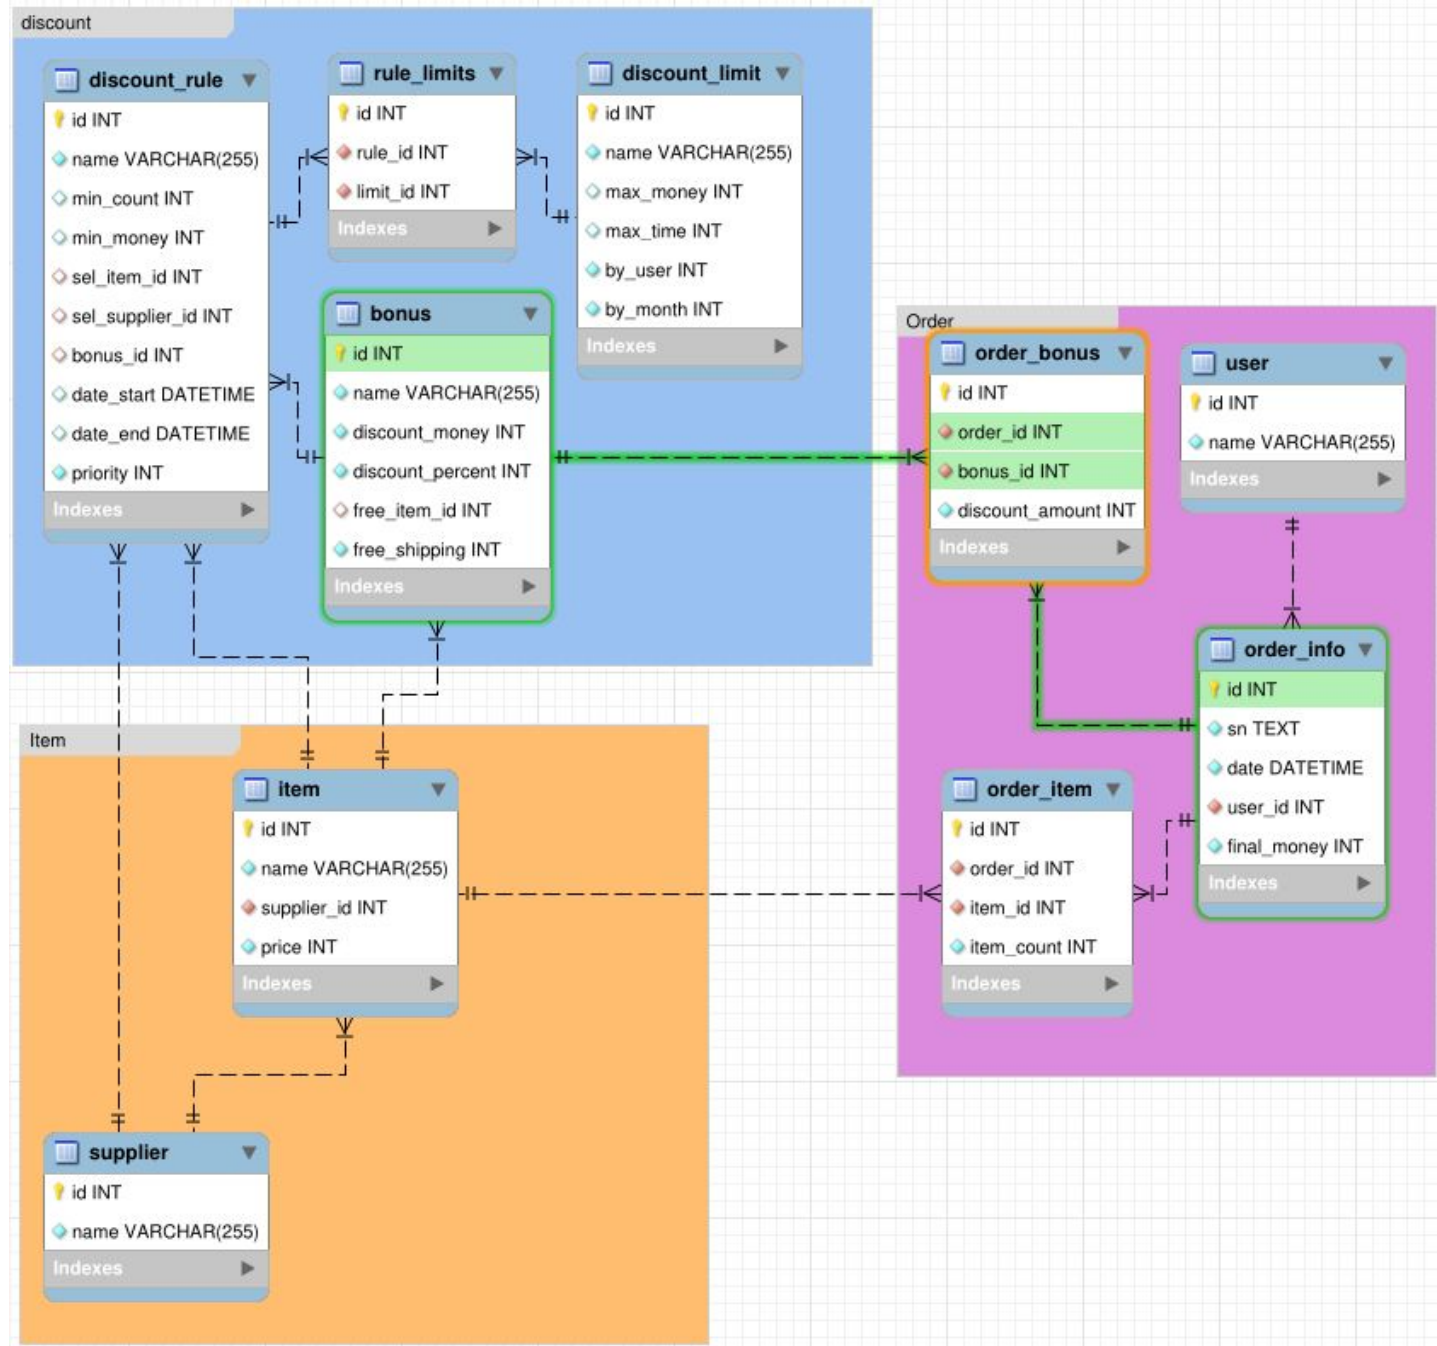 discount
discount_rule
id INT
name VARCHAR(255)
min_count INT
min_money INT
sel_item_id INT
sel_supplier_id INT
bonus_id INT
date_start DATETIME
date_end DATETIME
priority INT
Indexes
rule_limits
id INT
rule_id INT
limit_id INT
Indexes
discount_limit
id INT
name VARCHAR(255)
max_money INT
max_time INT
by_user INT
by_month INT
Indexes
bonus
id INT
name VARCHAR(255)
discount_money INT
discount_percent INT
free_item_id INT
free_shipping INT
Indexes
Order
order_bonus
id INT
order_id INT
bonus_id INT
discount_amount INT
Indexes
user
id INT
name VARCHAR(255)
Indexes
order_info
id INT
sn TEXT
date DATETIME
user_id INT
final_money INT
Indexes
order_item
id INT
order_id INT
item_id INT
item_count INT
Indexes
Item
item
id INT
name VARCHAR(255)
supplier_id INT
price INT
Indexes
supplier
id INT
name VARCHAR(255)
Indexes